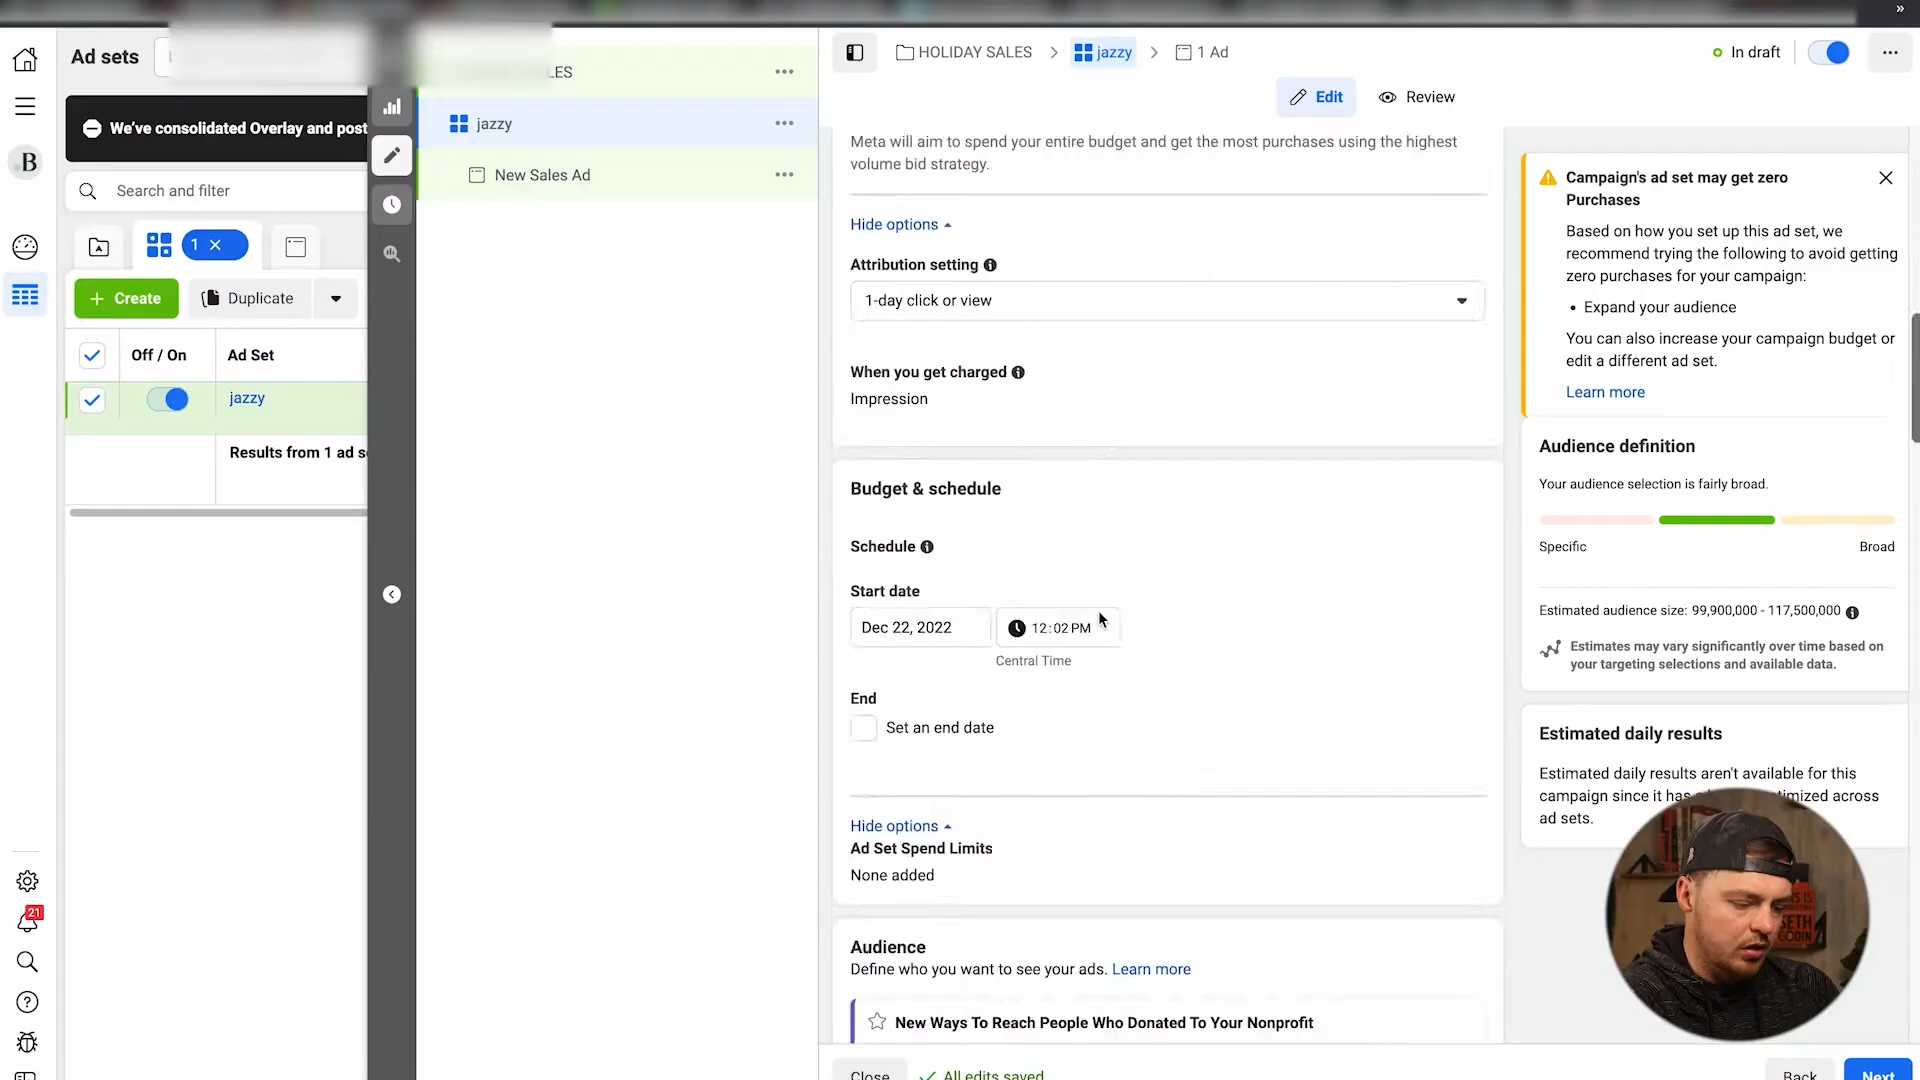 »
Ad sets
We've consolidated Overlay and post
B
Search and filter
1
Create
Duplicate
Off / On
Ad Set
jazzy
Results from 1 ad s
21
LES
jazzy
New Sales Ad
HOLIDAY SALES
jazzy
1 Ad
In draft
Edit
Review
Meta will aim to spend your entire budget and get the most purchases using the highest
volume bid strategy.
Hide options
Attribution setting
1-day click or view
When you get charged
Impression
Budget & schedule
Schedule
Start date
Dec 22, 2022
12:02 PM
Central Time
End
Set an end date
Hide options
Ad Set Spend Limits
None added
Audience
Define who you want to see your ads. Learn more
New Ways To Reach People Who Donated To Your Nonprofit
Close
All edits saved
Back
Next
Campaign's ad set may get zero
Purchases
Based on how you set up this ad set, we
recommend trying the following to avoid getting
zero purchases for your campaign:
• Expand your audience
You can also increase your campaign budget or
edit a different ad set.
Learn more
Audience definition
Your audience selection is fairly broad.
Specific
Broad
Estimated audience size: 99,900,000 - 117,500,000
Estimates may vary significantly over time based on
your targeting selections and available data.
Estimated daily results
Estimated daily results aren't available for this
campaign since it has timized across
ad sets.
SETH
GODIN